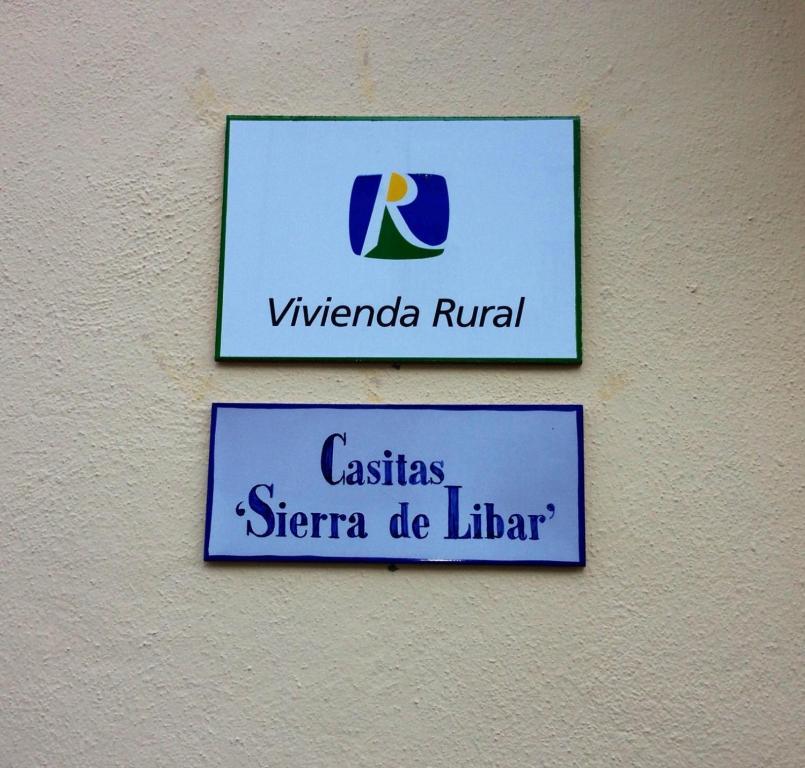 R
Vivienda Rural
Casitas
‘Sierra de Libar’